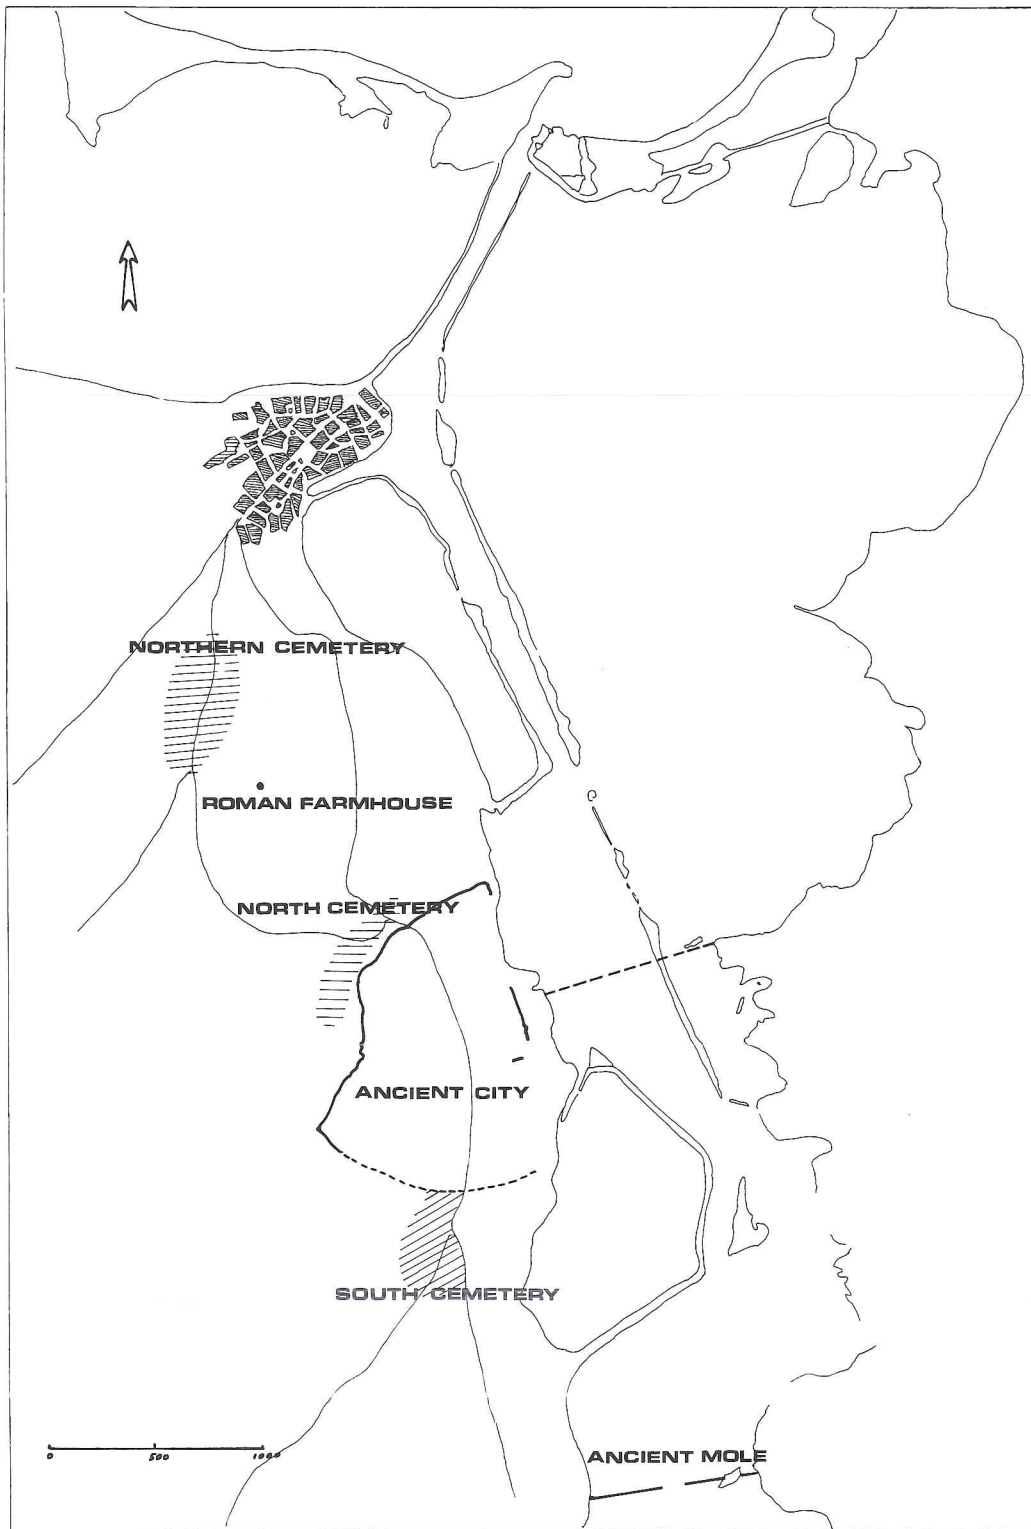 NORTHERN CEMETERY
ROMAN FARMHOUSE
NORTH CEMETERY
ANCIENT CITY
SOUTH CEMETERY
0 500 1000
ANCIENT MOLE